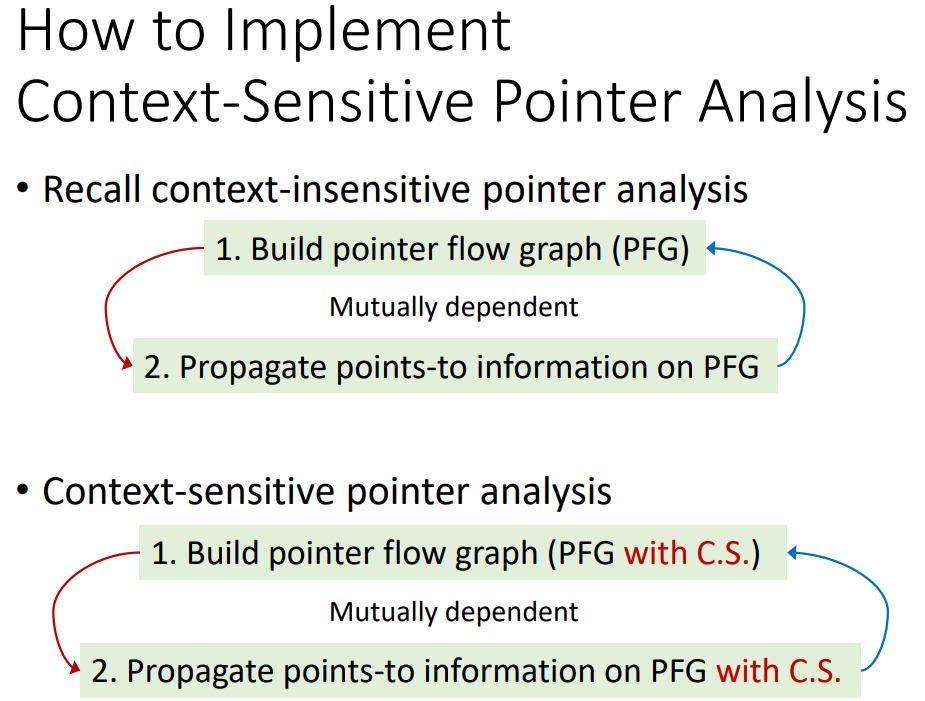 How to Implement
Context-Sensitive Pointer Analysis
• Recall context-insensitive pointer analysis
1. Build pointer flow graph (PFG)
Mutually dependent
2. Propagate points-to information on PFG
• Context-sensitive pointer analysis
1. Build pointer flow graph (PFG with C.S.)
Mutually dependent
2. Propagate points-to information on PFG with C.S.